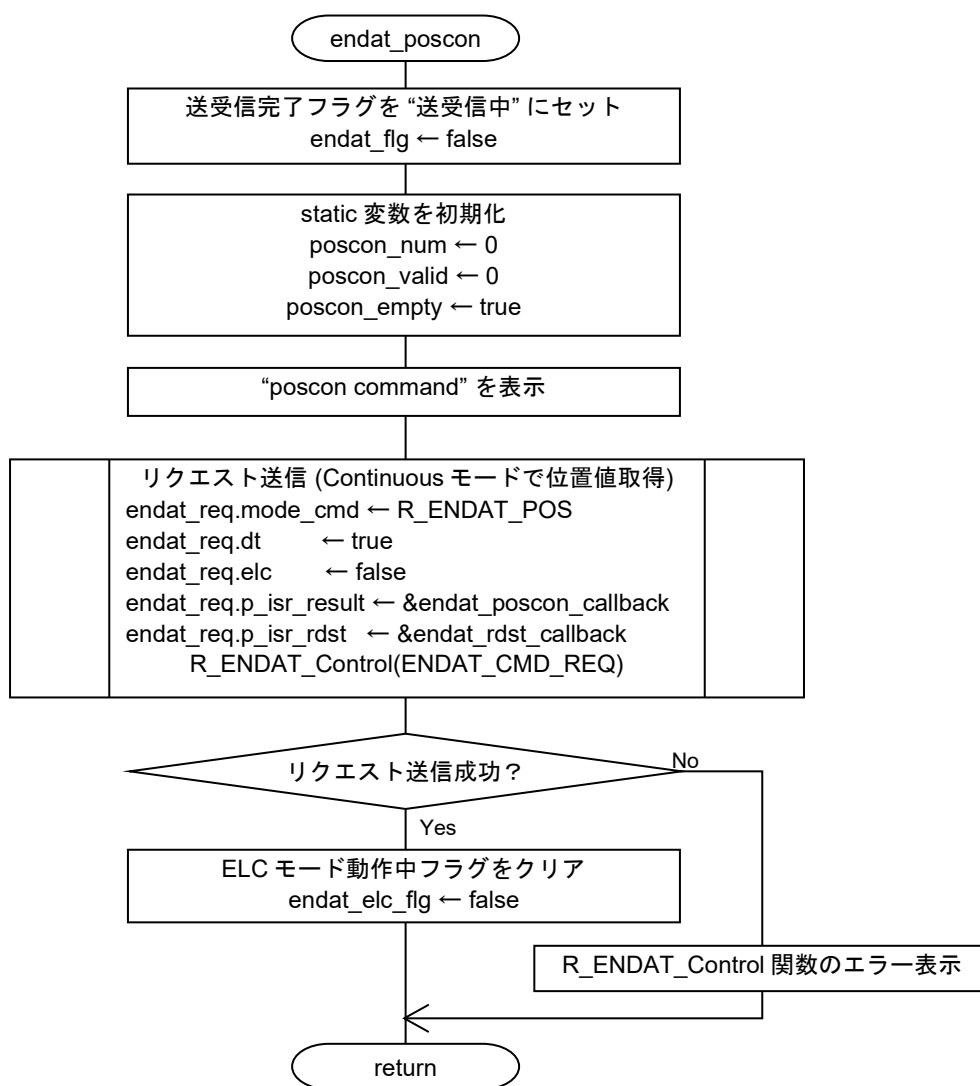 endat_poscon
送受信完了フラグを “送受信中” にセット
endat_flg ← false
static 変数を初期化
poscon_num ← 0
poscon_valid ← 0
poscon_empty ← true
“poscon command” を表示
リクエスト送信 (Continuous モードで位置値取得)
endat_req.mode_cmd ← R_ENDAT_POS
endat_req.dt ← true
endat_req.elc ← false
endat_req.p_isr_result ← &endat_poscon_callback
endat_req.p_isr_rdst ← &endat_rdst_callback
R_ENDAT_Control(ENDAT_CMD_REQ)
リクエスト送信成功？
No
Yes
ELC モード動作中フラグをクリア
endat_elc_flg ← false
R_ENDAT_Control 関数のエラー表示
return